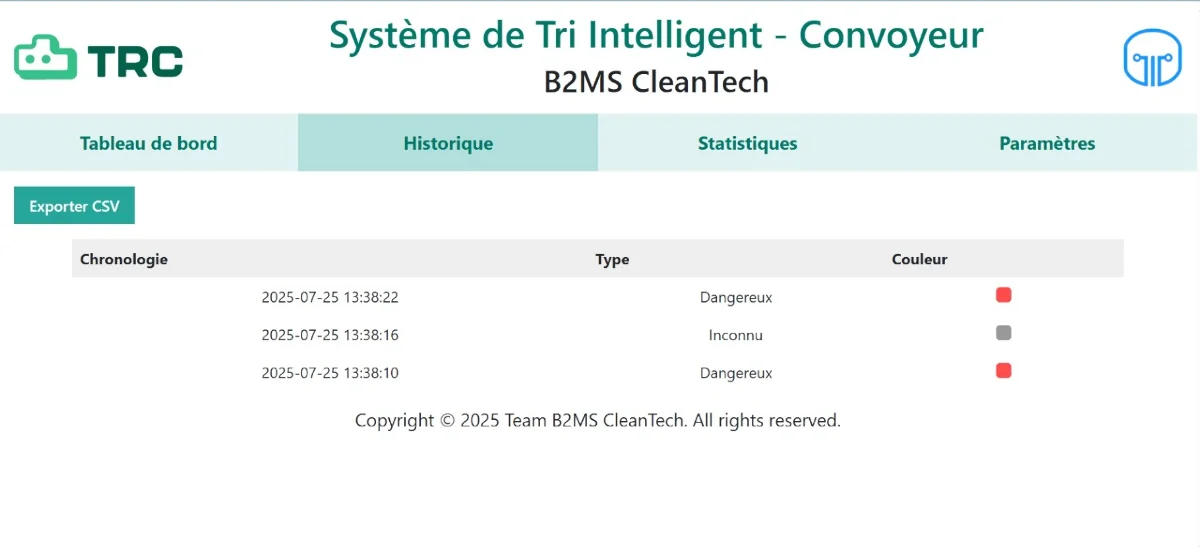 TRC
Système de Tri Intelligent - Convoyeur
B2MS CleanTech
Tableau de bord Historique Statistiques Paramètres
Exporter CSV
Chronologie Type Couleur
2025-07-25 13:38:22 Dangereux
2025-07-25 13:38:16 Inconnu
2025-07-25 13:38:10 Dangereux
Copyright © 2025 Team B2MS CleanTech. All rights reserved.